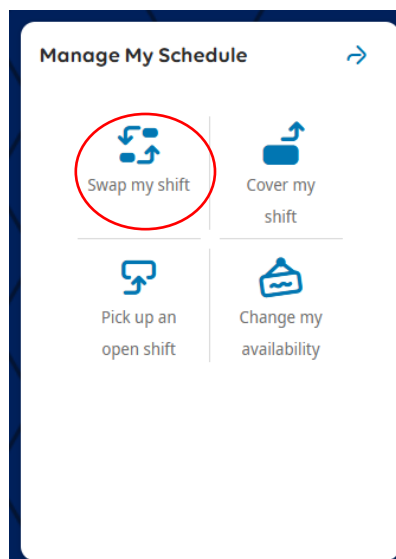 Manage My Schedule
Swap my shift
Cover my
shift
Pick up an
open shift
Change my
availability